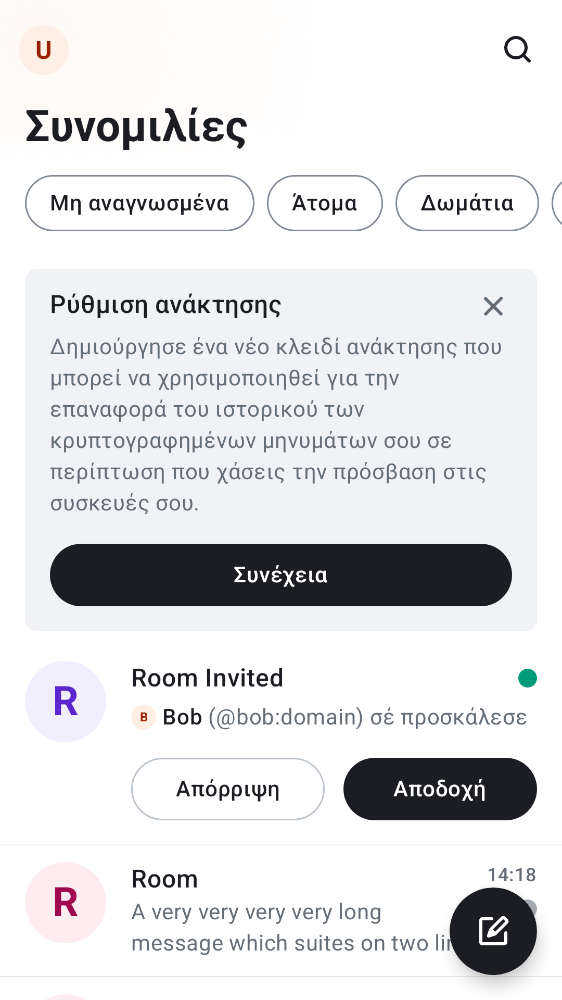 U
Συνομιλίες
Μη αναγνωσμένα Άτομα Δωμάτια
Ρύθμιση ανάκτησης
Δημιούργησε ένα νέο κλειδί ανάκτησης που
μπορεί να χρησιμοποιηθεί για την
επαναφορά του ιστορικού των
κρυπτογραφημένων μηνυμάτων σου σε
περίπτωση που χάσεις την πρόσβαση στις
συσκευές σου.
Συνέχεια
R
Room Invited
B Bob (@bob:domain) σέ προσκάλεσε
Απόρριψη Αποδοχή
R
Room 14:18
A very very very very long
message which suites on two